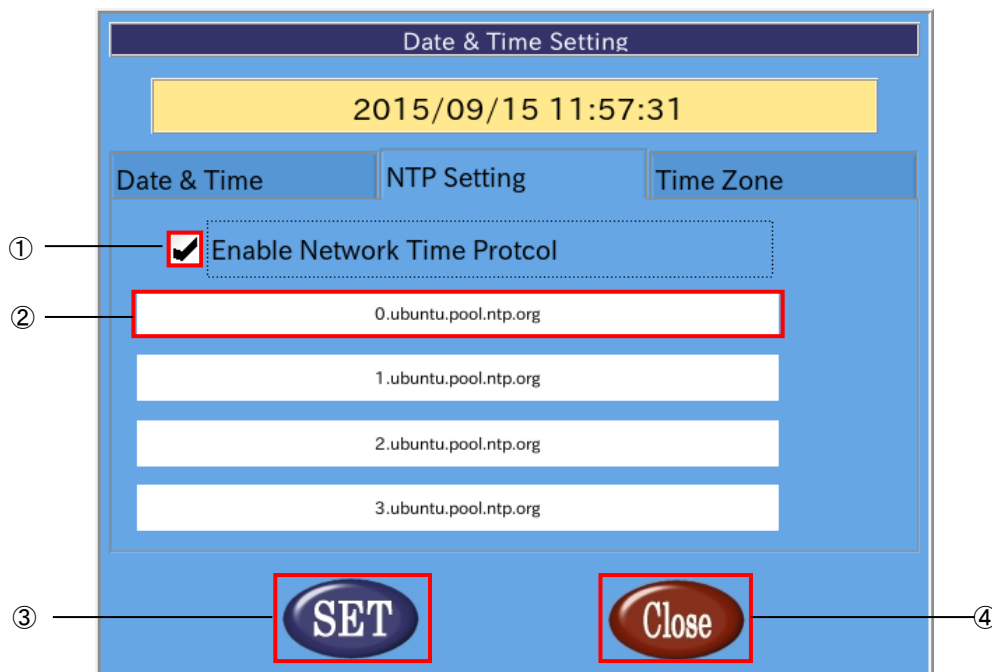 Date & Time Setting
2015/09/15 11:57:31
Date & Time NTP Setting Time Zone
① Enable Network Time Protcol
② 0.ubuntu.pool.ntp.org
1.ubuntu.pool.ntp.org
2.ubuntu.pool.ntp.org
3.ubuntu.pool.ntp.org
③ SET Close ④